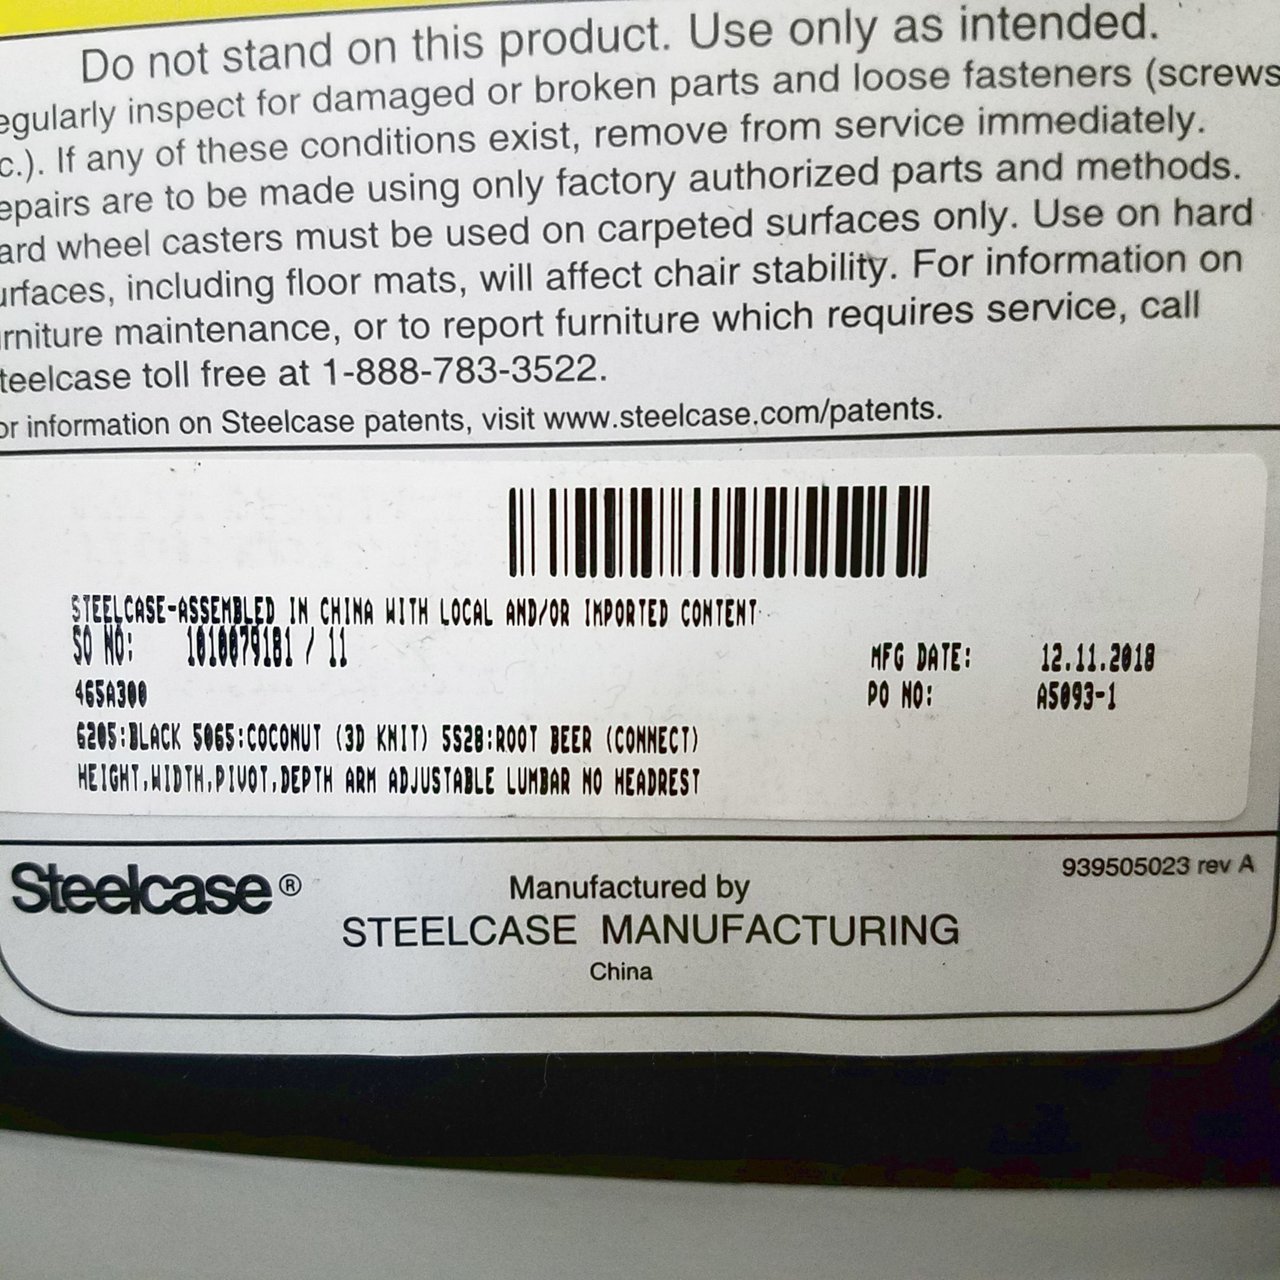 Do not stand on this product. Use only as intended.
egularly inspect for damaged or broken parts and loose fasteners (screws
c.). If any of these conditions exist, remove from service immediately.
epairs are to be made using only factory authorized parts and methods.
ard wheel casters must be used on carpeted surfaces only. Use on hard
urfaces, including floor mats, will affect chair stability. For information on
rniture maintenance, or to report furniture which requires service, call
teelcase toll free at 1-888-783-3522.
or information on Steelcase patents, visit www.steelcase.com/patents.
STEELCASE-ASSEMBLED IN CHINA WITH LOCAL AND/OR IMPORTED CONTENT
SO NO: 1010079181 / 11
MFG DATE: 12.11.2018
465A300
PO NO: A5093-1
6205:BLACK 5065:COCONUT (3D KNIT) 5S28:ROOT BEER (CONNECT)
HEIGHT,WIDTH,PIVOT,DEPTH ARM ADJUSTABLE LUMBAR NO HEADREST
Steelcase®
Manufactured by
STEELCASE MANUFACTURING
China
939505023 rev A